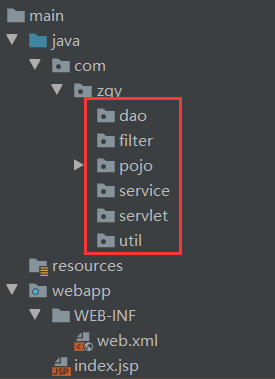 main
java
com
zqy
dao
filter
pojo
service
servlet
util
resources
webapp
WEB-INF
web.xml
index.jsp